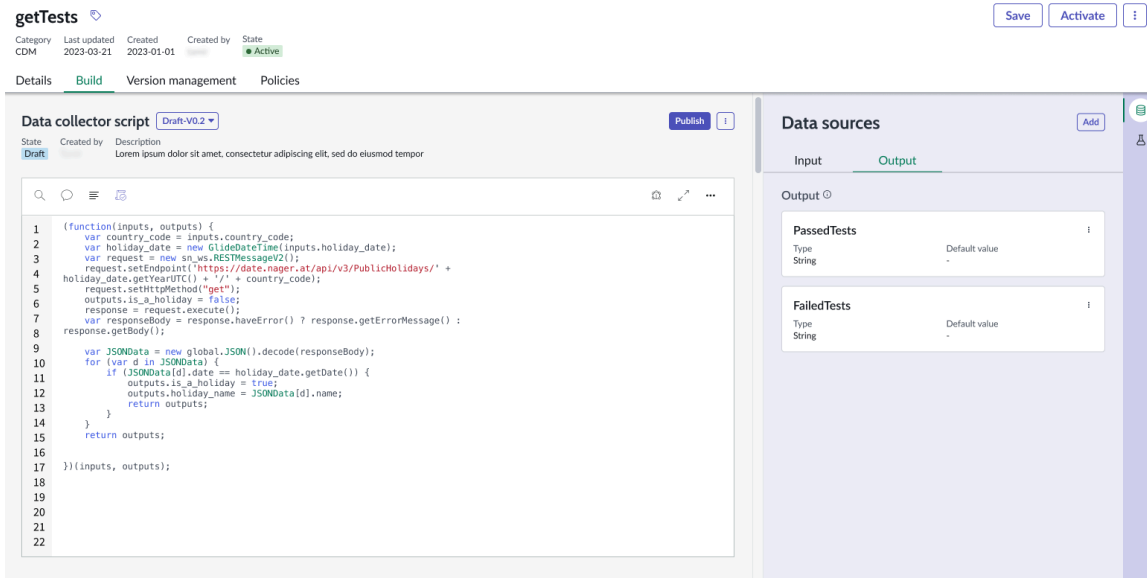 getTests
Save
Activate
Category Last updated Created Created by State
CDM 2023-03-21 2023-01-01 Active
Details Build Version management Policies
Data collector script Draft-V0.2
Publish
State Created by Description
Draft Lorem ipsum dolor sit amet, consectetur adipiscing elit, sed do eiusmod tempor
1 (function(inputs, outputs) {
2 var country_code = inputs.country_code;
3 var holiday_date = new GlideDateTime(inputs.holiday_date);
4 var request = new sn_ws.RESTMessageV2();
5 request.setEndpoint('https://date.nager.at/api/v3/PublicHolidays/' +
holiday_date.getYearUTC() + '/' + country_code);
6 request.setHttpMethod("get");
7 outputs.is_a_holiday = false;
8 response = request.execute();
9 var responseBody = response.haveError() ? response.getErrorMessage() :
response.getBody();
10 var JSONData = new global.JSON().decode(responseBody);
11 for (var d in JSONData) {
12 if (JSONData[d].date == holiday_date.getDate()) {
13 outputs.is_a_holiday = true;
14 outputs.holiday_name = JSONData[d].name;
15 return outputs;
16 }
17 }
18 return outputs;
19 })(inputs, outputs);
20
21
22
Data sources
Add
Input Output
Output
PassedTests
Type Default value
String -
FailedTests
Type Default value
String -